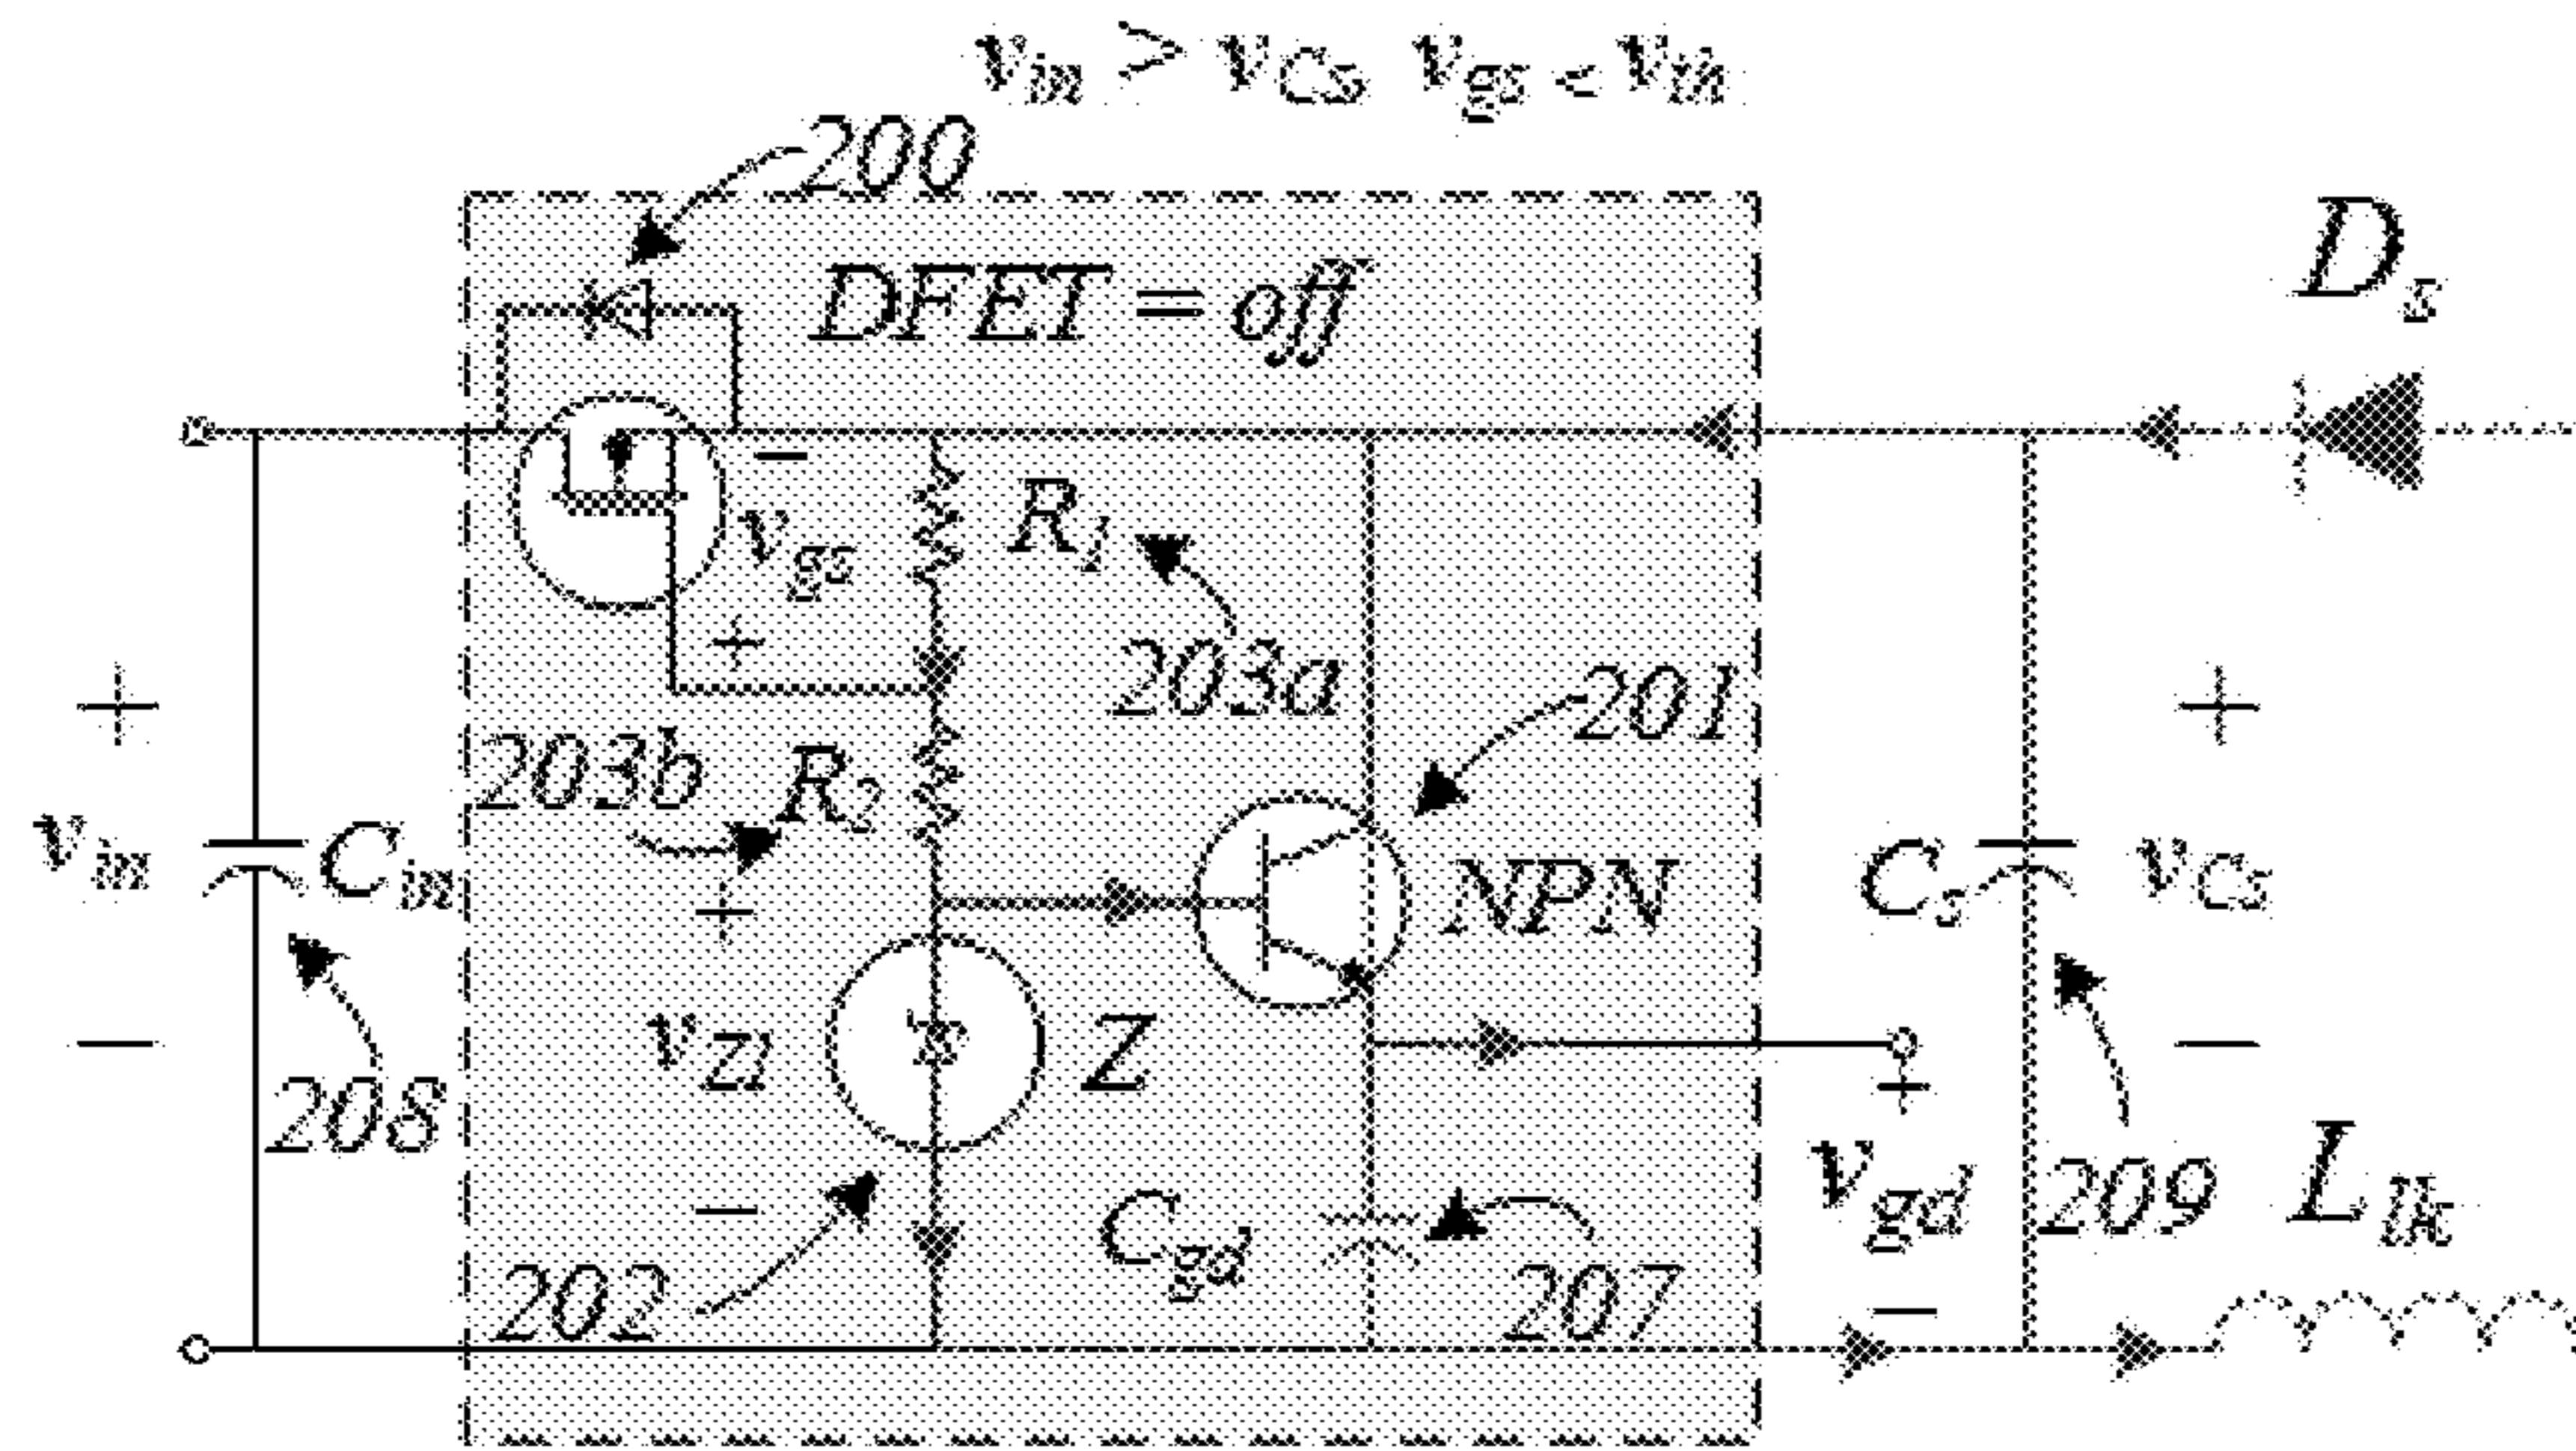 v_in > v_Cs v_gs < v_th
200
DFET = off
D_s
−
v_gs
+
R_1
203a
201
203b
R_2
+
v_in
−
C_in
208
+
v_Z1
−
Z
202
NPN
C_gd
207
C_s
+
v_Cs
−
209
+
v_gd
−
L_lk